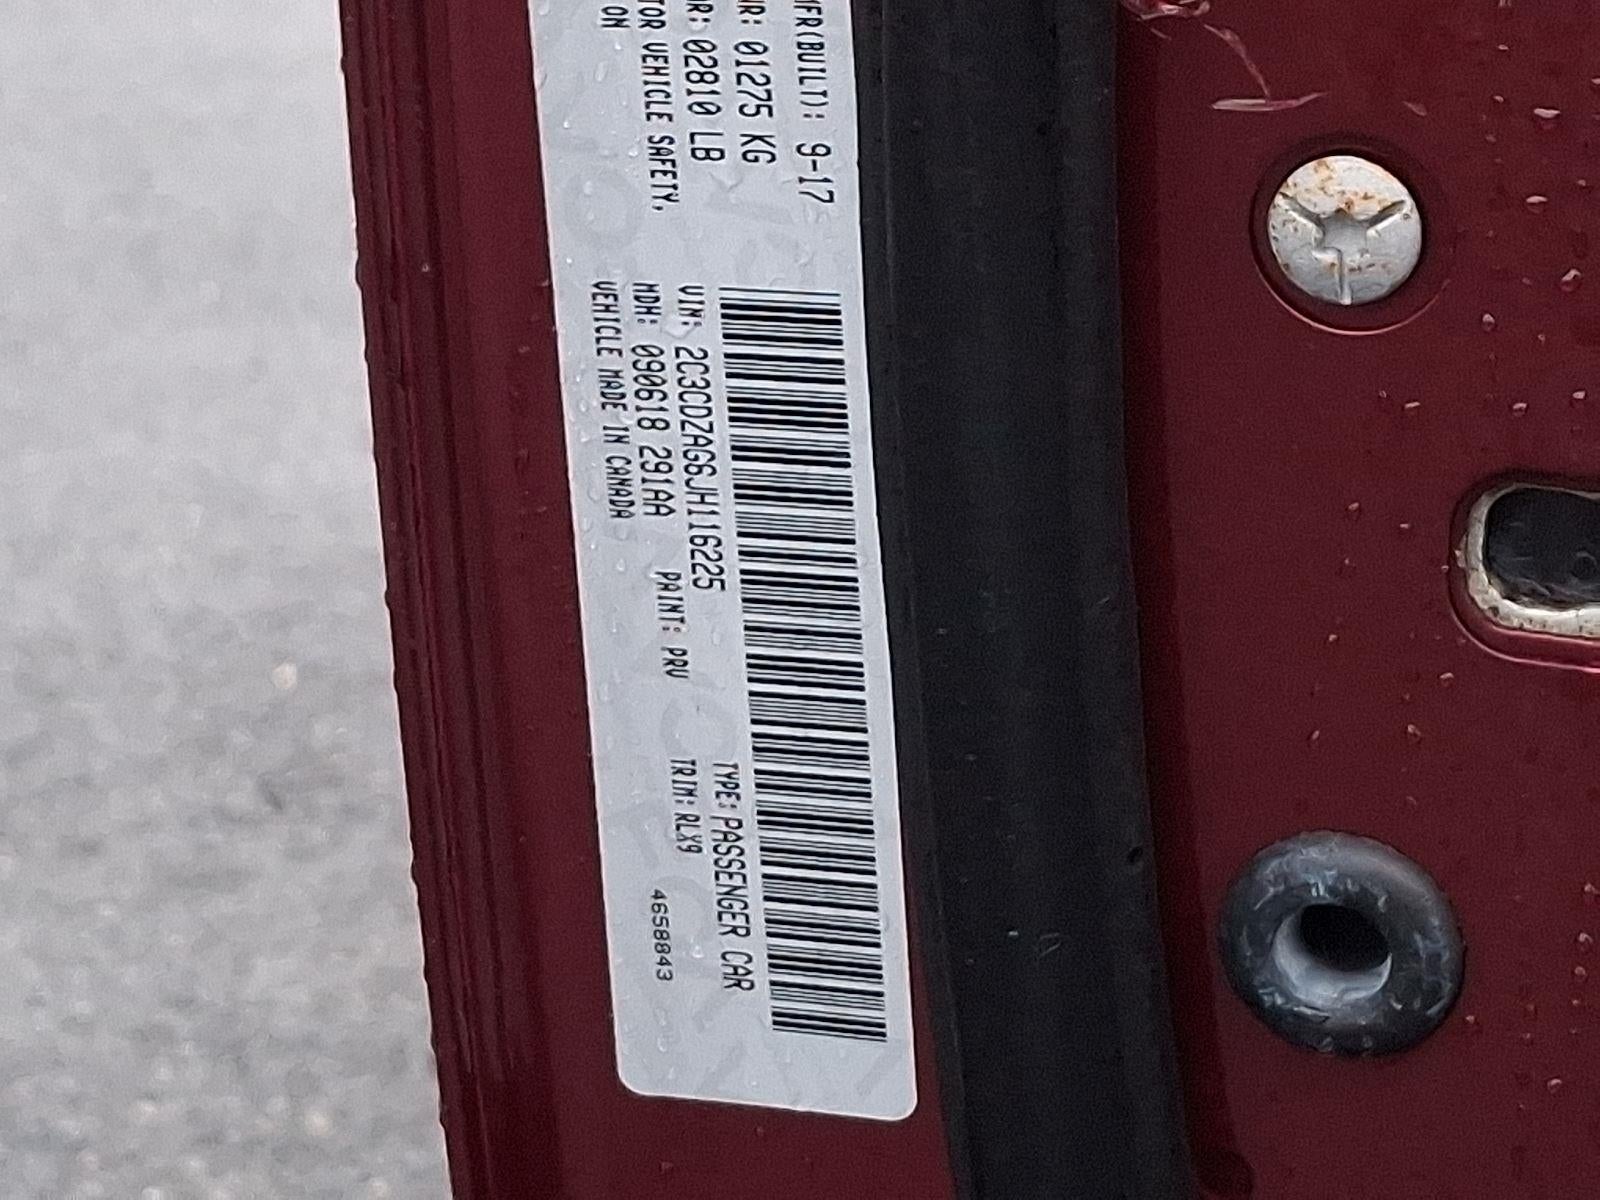 MFR(BUILT): 9-17
R: 01275 KG
R: 02810 LB
TOR VEHICLE SAFETY,
ON
VIN: 2C3CDZAG6JH116225
TYPE: PASSENGER CAR
MDH: 090618 291AA
PAINT: PRV
TRIM: RLX9
VEHICLE MADE IN CANADA
4658843